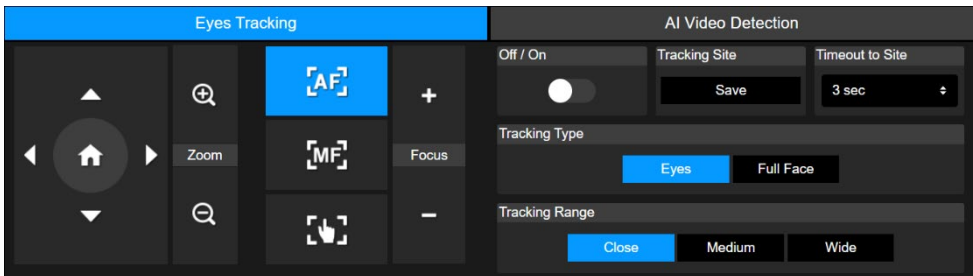 Eyes Tracking
AI Video Detection
AF
MF
Zoom
Focus
Off / On
Tracking Site
Timeout to Site
Save
3 sec
Tracking Type
Eyes
Full Face
Tracking Range
Close
Medium
Wide